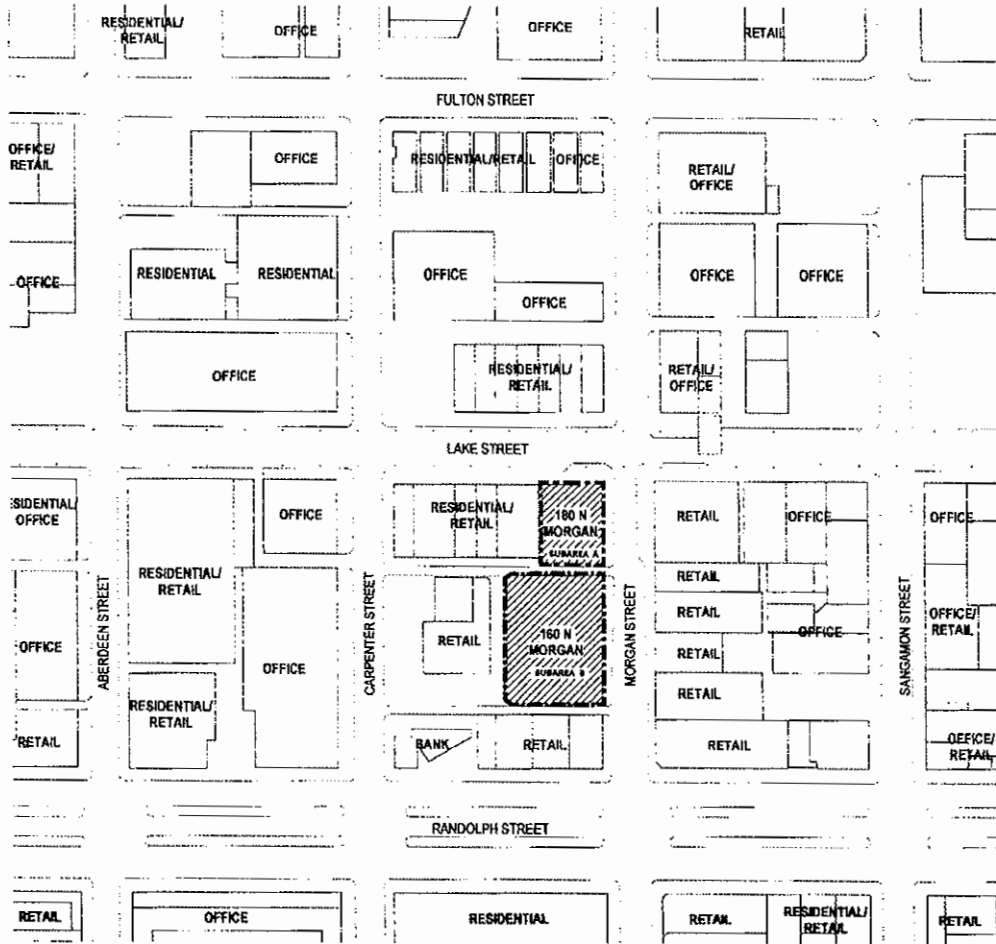 RESIDENTIAL/
RETAIL
OFFICE
OFFICE
RETAIL
FULTON STREET
OFFICE/
RETAIL
OFFICE
RESIDENTIAL/RETAIL
OFFICE
RETAIL/
OFFICE
OFFICE
RESIDENTIAL
RESIDENTIAL
OFFICE
OFFICE
OFFICE
OFFICE
OFFICE
RESIDENTIAL/
RETAIL
RETAIL/
OFFICE
LAKE STREET
RESIDENTIAL/
OFFICE
OFFICE
RESIDENTIAL/
RETAIL
180 N
MORGAN
SUBAREA A
RETAIL
OFFICE
OFFICE
ABERDEEN STREET
RESIDENTIAL/
RETAIL
CARPENTER STREET
RETAIL
160 N
MORGAN
SUBAREA B
MORGAN STREET
RETAIL
RETAIL
RETAIL
RETAIL
OFFICE
SANGAMON STREET
OFFICE/
RETAIL
OFFICE
OFFICE
RESIDENTIAL/
RETAIL
RETAIL
BANK
RETAIL
RETAIL
OFFICE/
RETAIL
RANDOLPH STREET
RETAIL
OFFICE
RESIDENTIAL
RETAIL
RESIDENTIAL/
RETAIL
RETAIL